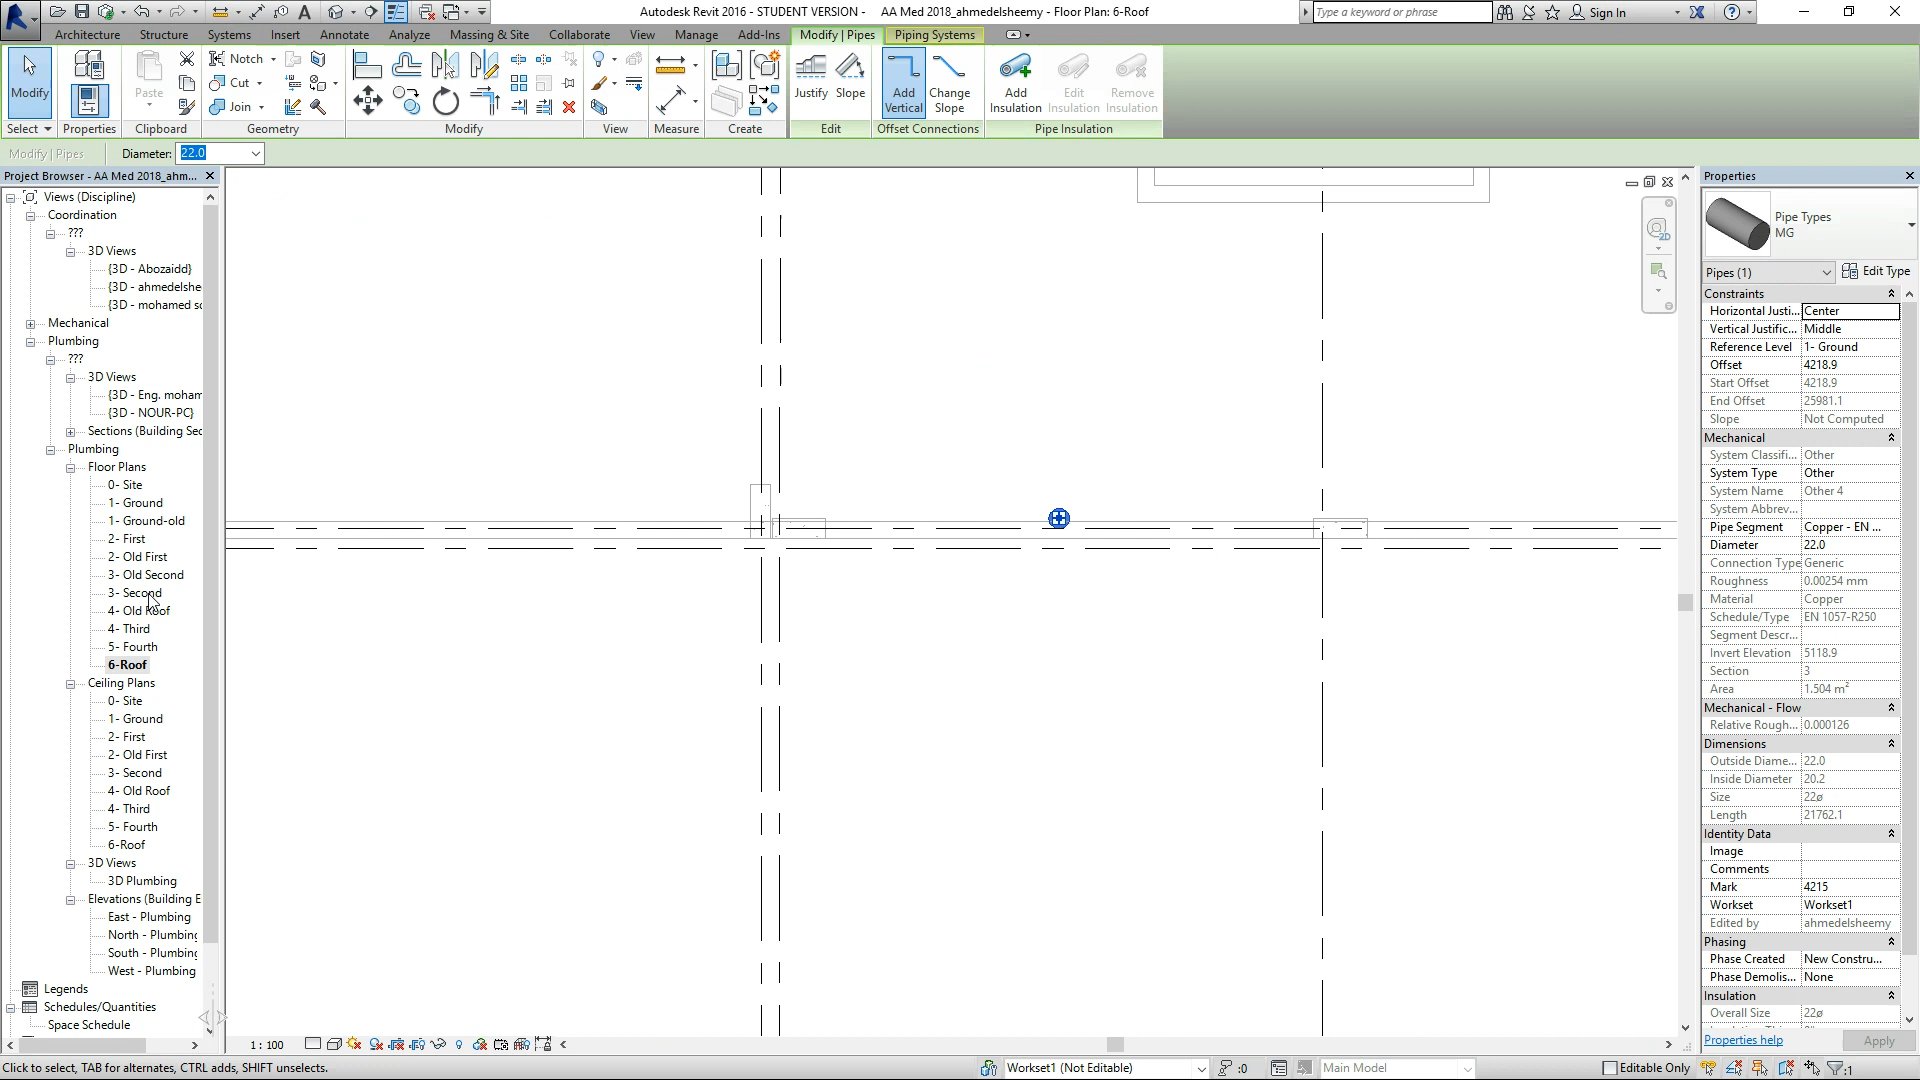 Autodesk Revit 2016 - STUDENT VERSION - AA Med 2018_ahmedelsheemy - Floor Plan: 6-Roof
Type a keyword or phrase
Sign In
Architecture Structure Systems Insert Annotate Analyze Massing & Site Collaborate View Manage Add-Ins Modify | Pipes Piping Systems
Modify
Paste
Notch
Cut
Join
Justify Slope
Add Vertical
Change Slope
Add Insulation
Edit Insulation
Remove Insulation
Select Properties Clipboard Geometry Modify View Measure Create Edit Offset Connections Pipe Insulation
Modify | Pipes Diameter: 22.0
Project Browser - AA Med 2018_ahm...
Views (Discipline)
Coordination
???
3D Views
{3D - Abozaidd}
{3D - ahmedelshe
{3D - mohamed sc
Mechanical
Plumbing
???
3D Views
{3D - Eng. moham
{3D - NOUR-PC}
Sections (Building Sec
Plumbing
Floor Plans
0- Site
1- Ground
1- Ground-old
2- First
2- Old First
3- Old Second
3- Second
4- Old Roof
4- Third
5- Fourth
6-Roof
Ceiling Plans
0- Site
1- Ground
2- First
2- Old First
3- Second
4- Old Roof
4- Third
5- Fourth
6-Roof
3D Views
3D Plumbing
Elevations (Building E
East - Plumbing
North - Plumbing
South - Plumbing
West - Plumbing
Legends
Schedules/Quantities
Space Schedule
2D
1 : 100
Properties
Pipe Types
MG
Pipes (1) Edit Type
Constraints
Horizontal Justi... Center
Vertical Justific... Middle
Reference Level 1- Ground
Offset 4218.9
Start Offset 4218.9
End Offset 25981.1
Slope Not Computed
Mechanical
System Classifi... Other
System Type Other
System Name Other 4
System Abbrev...
Pipe Segment Copper - EN ...
Diameter 22.0
Connection Type Generic
Roughness 0.00254 mm
Material Copper
Schedule/Type EN 1057-R250
Segment Descr...
Invert Elevation 5118.9
Section 3
Area 1.504 m²
Mechanical - Flow
Relative Rough... 0.000126
Dimensions
Outside Diame... 22.0
Inside Diameter 20.2
Size 22ø
Length 21762.1
Identity Data
Image
Comments
Mark 4215
Workset Workset1
Edited by ahmedelsheemy
Phasing
Phase Created New Constru...
Phase Demolis... None
Insulation
Overall Size 22ø
Properties help Apply
Click to select, TAB for alternates, CTRL adds, SHIFT unselects.
Workset1 (Not Editable) :0 Main Model Editable Only :1